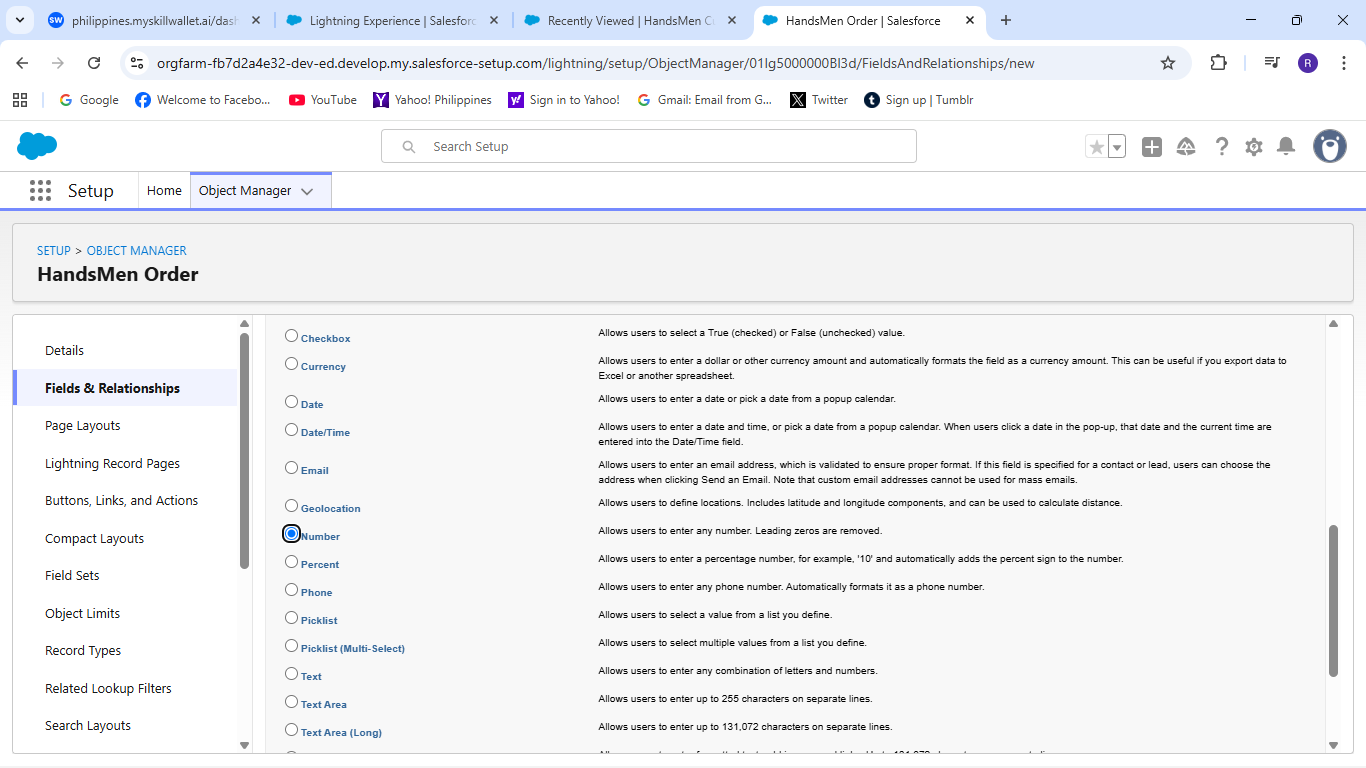 SW philippines.myskillwallet.ai/dash
Lightning Experience | Salesforc
Recently Viewed | HandsMen O
HandsMen Order | Salesforce
orgfarm-fb7d2a4e32-dev-ed.develop.my.salesforce-setup.com/lightning/setup/ObjectManager/01Ig5000000BI3d/FieldsAndRelationships/new
R
Google
Welcome to Facebo...
YouTube
Yahoo! Philippines
Sign in to Yahoo!
Gmail: Email from G...
Twitter
Sign up | Tumblr
Search Setup
Setup
Home
Object Manager
SETUP > OBJECT MANAGER
HandsMen Order
Details
Fields & Relationships
Page Layouts
Lightning Record Pages
Buttons, Links, and Actions
Compact Layouts
Field Sets
Object Limits
Record Types
Related Lookup Filters
Search Layouts
Checkbox
Allows users to select a True (checked) or False (unchecked) value.
Currency
Allows users to enter a dollar or other currency amount and automatically formats the field as a currency amount. This can be useful if you export data to
Excel or another spreadsheet.
Date
Allows users to enter a date or pick a date from a popup calendar.
Date/Time
Allows users to enter a date and time, or pick a date from a popup calendar. When users click a date in the pop-up, that date and the current time are
entered into the Date/Time field.
Email
Allows users to enter an email address, which is validated to ensure proper format. If this field is specified for a contact or lead, users can choose the
address when clicking Send an Email. Note that custom email addresses cannot be used for mass emails.
Geolocation
Allows users to define locations. Includes latitude and longitude components, and can be used to calculate distance.
Number
Allows users to enter any number. Leading zeros are removed.
Percent
Allows users to enter a percentage number, for example, '10' and automatically adds the percent sign to the number.
Phone
Allows users to enter any phone number. Automatically formats it as a phone number.
Picklist
Allows users to select a value from a list you define.
Picklist (Multi-Select)
Allows users to select multiple values from a list you define.
Text
Allows users to enter any combination of letters and numbers.
Text Area
Allows users to enter up to 255 characters on separate lines.
Text Area (Long)
Allows users to enter up to 131,072 characters on separate lines.